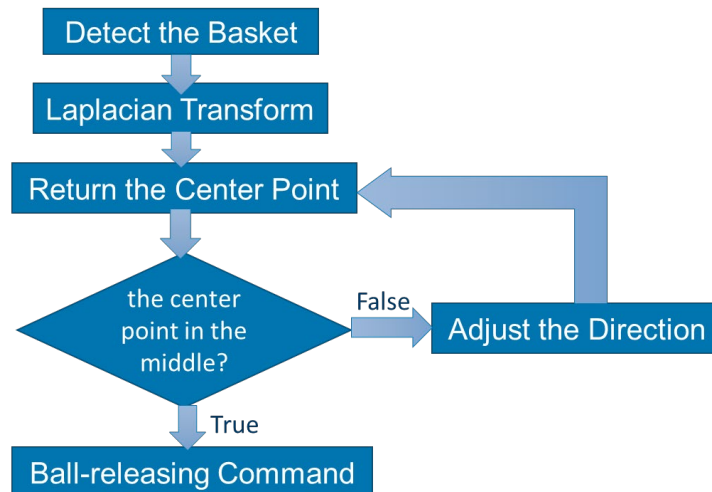 Detect the Basket
Laplacian Transform
Return the Center Point
the center
point in the
middle?
False
Adjust the Direction
True
Ball-releasing Command